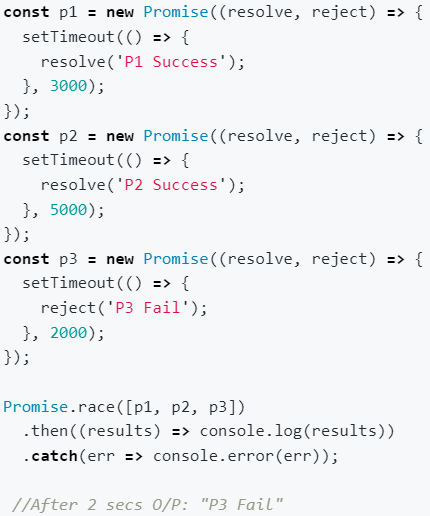 const p1 = new Promise((resolve, reject) => {
  setTimeout(() => {
    resolve('P1 Success');
  }, 3000);
});
const p2 = new Promise((resolve, reject) => {
  setTimeout(() => {
    resolve('P2 Success');
  }, 5000);
});
const p3 = new Promise((resolve, reject) => {
  setTimeout(() => {
    reject('P3 Fail');
  }, 2000);
});

Promise.race([p1, p2, p3])
  .then((results) => console.log(results))
  .catch(err => console.error(err));

 //After 2 secs O/P: "P3 Fail"